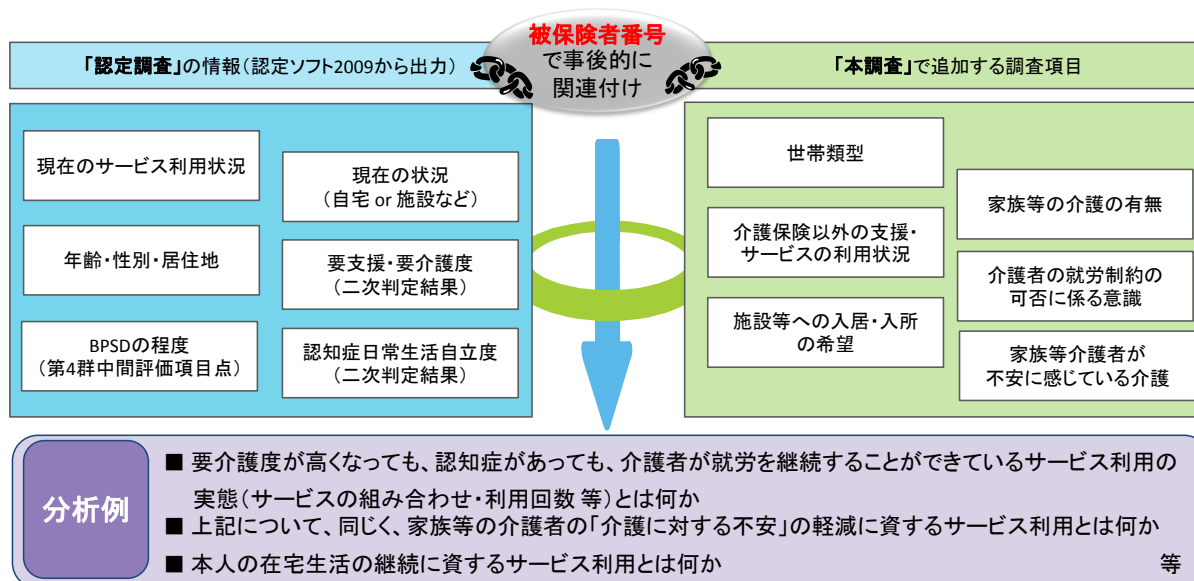 被保険者番号
で事後的に
関連付け
「認定調査」の情報（認定ソフト2009から出力）
現在のサービス利用状況
現在の状況
（自宅 or 施設など）
年齢・性別・居住地
要支援・要介護度
（二次判定結果）
BPSDの程度
（第4群中間評価項目点）
認知症日常生活自立度
（二次判定結果）
「本調査」で追加する調査項目
世帯類型
家族等の介護の有無
介護保険以外の支援・
サービスの利用状況
介護者の就労制約の
可否に係る意識
施設等への入居・入所
の希望
家族等介護者が
不安に感じている介護
分析例
■ 要介護度が高くなっても、認知症があっても、介護者が就労を継続することができているサービス利用の
実態（サービスの組み合わせ・利用回数 等）とは何か
■ 上記について、同じく、家族等の介護者の「介護に対する不安」の軽減に資するサービス利用とは何か
■ 本人の在宅生活の継続に資するサービス利用とは何か 等